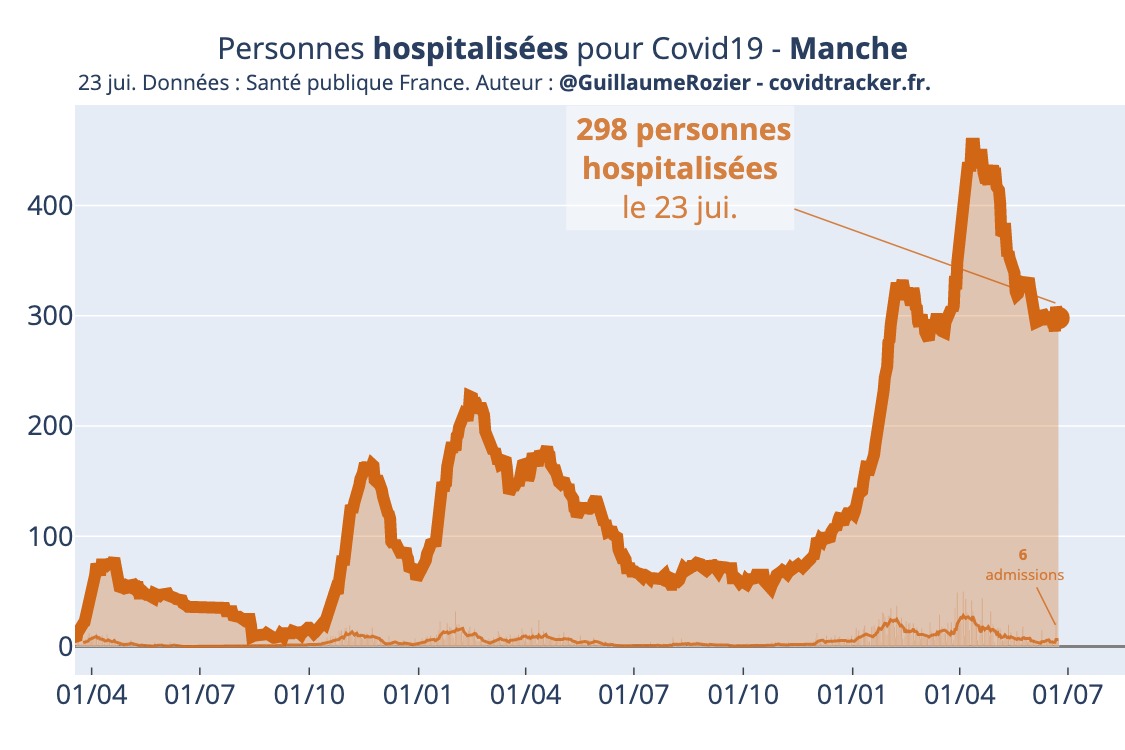 Personnes hospitalisées pour Covid19 - Manche
23 jui. Données : Santé publique France. Auteur : @GuillaumeRozier - covidtracker.fr.
298 personnes
hospitalisées
le 23 jui.
400
300
200
100
0
6
admissions
01/04 01/07 01/10 01/01 01/04 01/07 01/10 01/01 01/04 01/07